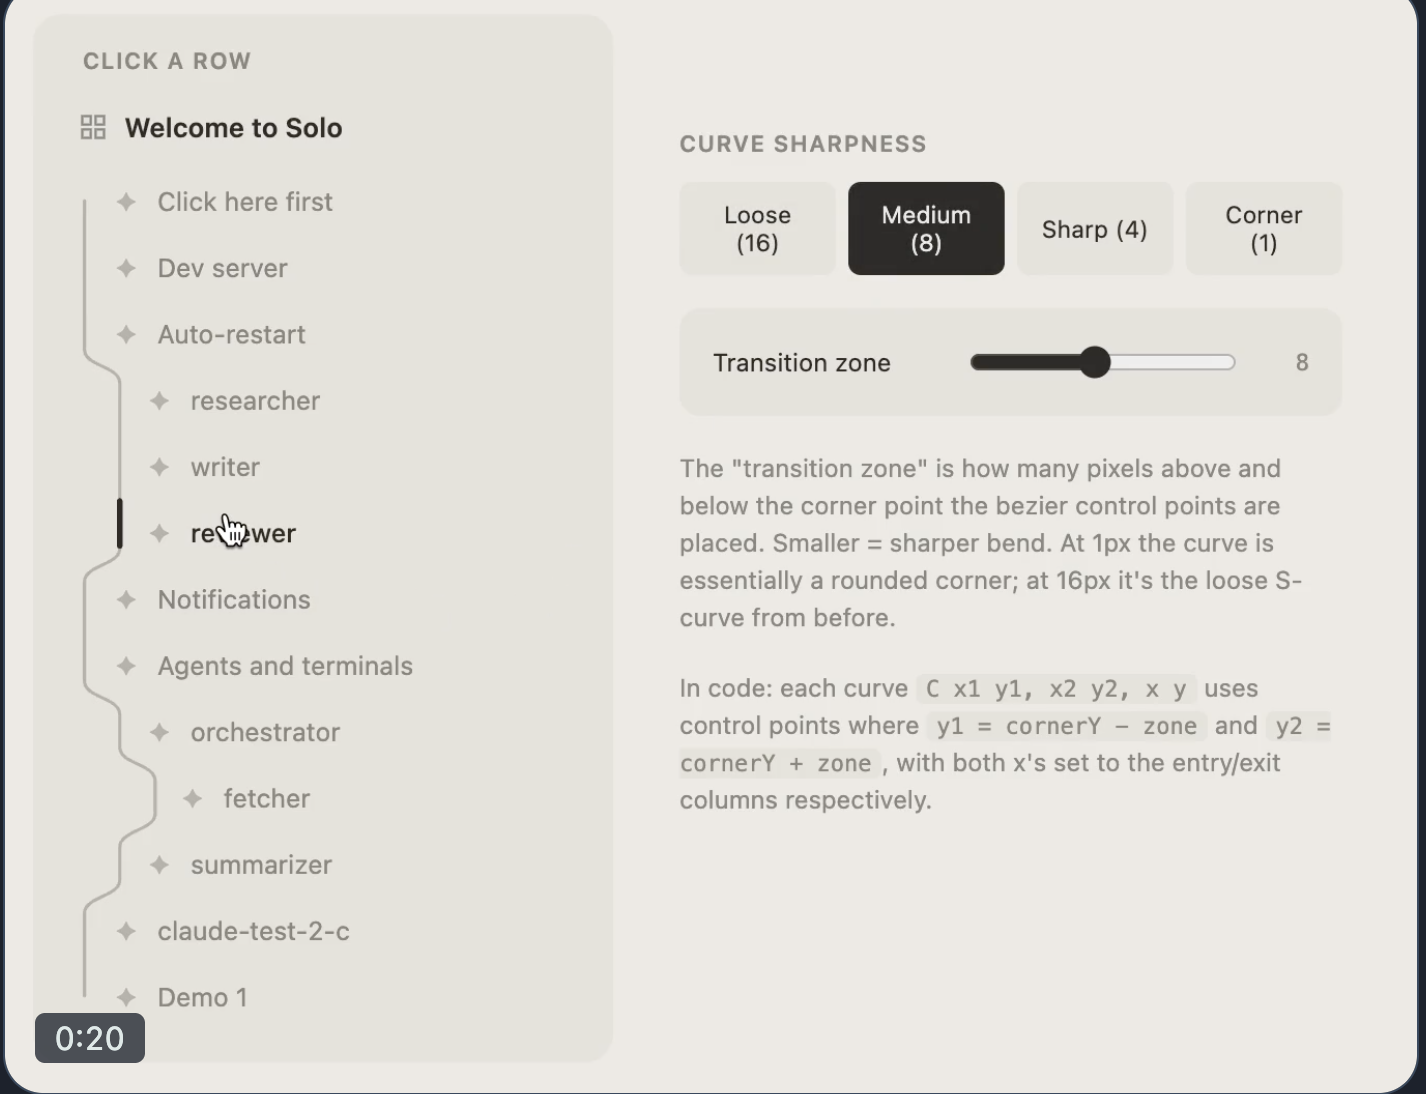 CLICK A ROW
Welcome to Solo
Click here first
Dev server
Auto-restart
researcher
writer
reviewer
Notifications
Agents and terminals
orchestrator
fetcher
summarizer
claude-test-2-c
Demo 1
0:20
CURVE SHARPNESS
Loose
(16)
Medium
(8)
Sharp (4)
Corner
(1)
Transition zone 8
The "transition zone" is how many pixels above and
below the corner point the bezier control points are
placed. Smaller = sharper bend. At 1px the curve is
essentially a rounded corner; at 16px it's the loose S-
curve from before.
In code: each curve C x1 y1, x2 y2, x y uses
control points where y1 = cornerY − zone and y2 =
cornerY + zone, with both x's set to the entry/exit
columns respectively.